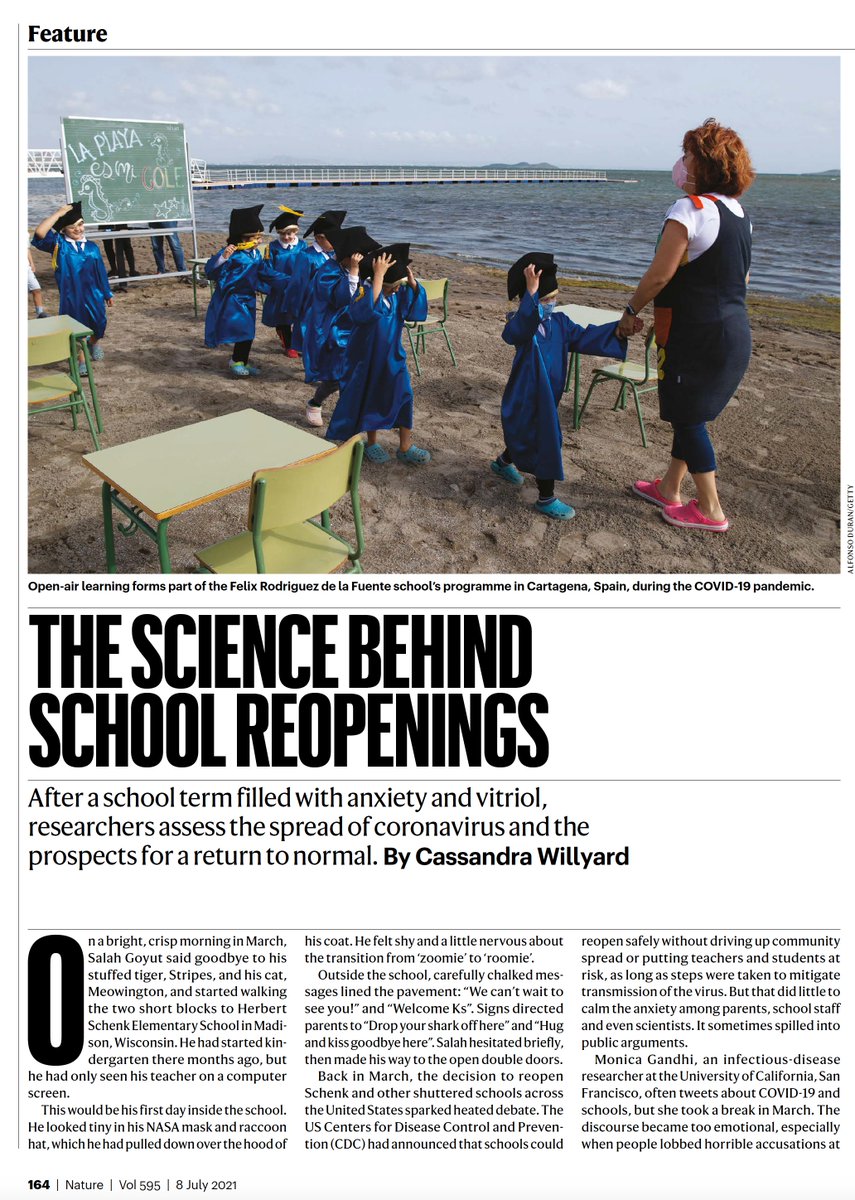 Feature
LA PLAYA
es mi
COLE
ALFONSO DURAN/GETTY
Open-air learning forms part of the Felix Rodriguez de la Fuente school’s programme in Cartagena, Spain, during the COVID-19 pandemic.
THE SCIENCE BEHIND
SCHOOL REOPENINGS
After a school term filled with anxiety and vitriol,
researchers assess the spread of coronavirus and the
prospects for a return to normal. By Cassandra Willyard
On a bright, crisp morning in March,
Salah Goyut said goodbye to his
stuffed tiger, Stripes, and his cat,
Meowington, and started walking
the two short blocks to Herbert
Schenk Elementary School in Madi-
son, Wisconsin. He had started kin-
dergarten there months ago, but
he had only seen his teacher on a computer
screen.
This would be his first day inside the school.
He looked tiny in his NASA mask and raccoon
hat, which he had pulled down over the hood of
his coat. He felt shy and a little nervous about
the transition from ‘zoomie’ to ‘roomie’.
Outside the school, carefully chalked mes-
sages lined the pavement: “We can’t wait to
see you!” and “Welcome Ks”. Signs directed
parents to “Drop your shark off here” and “Hug
and kiss goodbye here”. Salah hesitated briefly,
then made his way to the open double doors.
Back in March, the decision to reopen
Schenk and other shuttered schools across
the United States sparked heated debate. The
US Centers for Disease Control and Preven-
tion (CDC) had announced that schools could
reopen safely without driving up community
spread or putting teachers and students at
risk, as long as steps were taken to mitigate
transmission of the virus. But that did little to
calm the anxiety among parents, school staff
and even scientists. It sometimes spilled into
public arguments.
Monica Gandhi, an infectious-disease
researcher at the University of California, San
Francisco, often tweets about COVID-19 and
schools, but she took a break in March. The
discourse became too emotional, especially
when people lobbed horrible accusations at
164 | Nature | Vol 595 | 8 July 2021